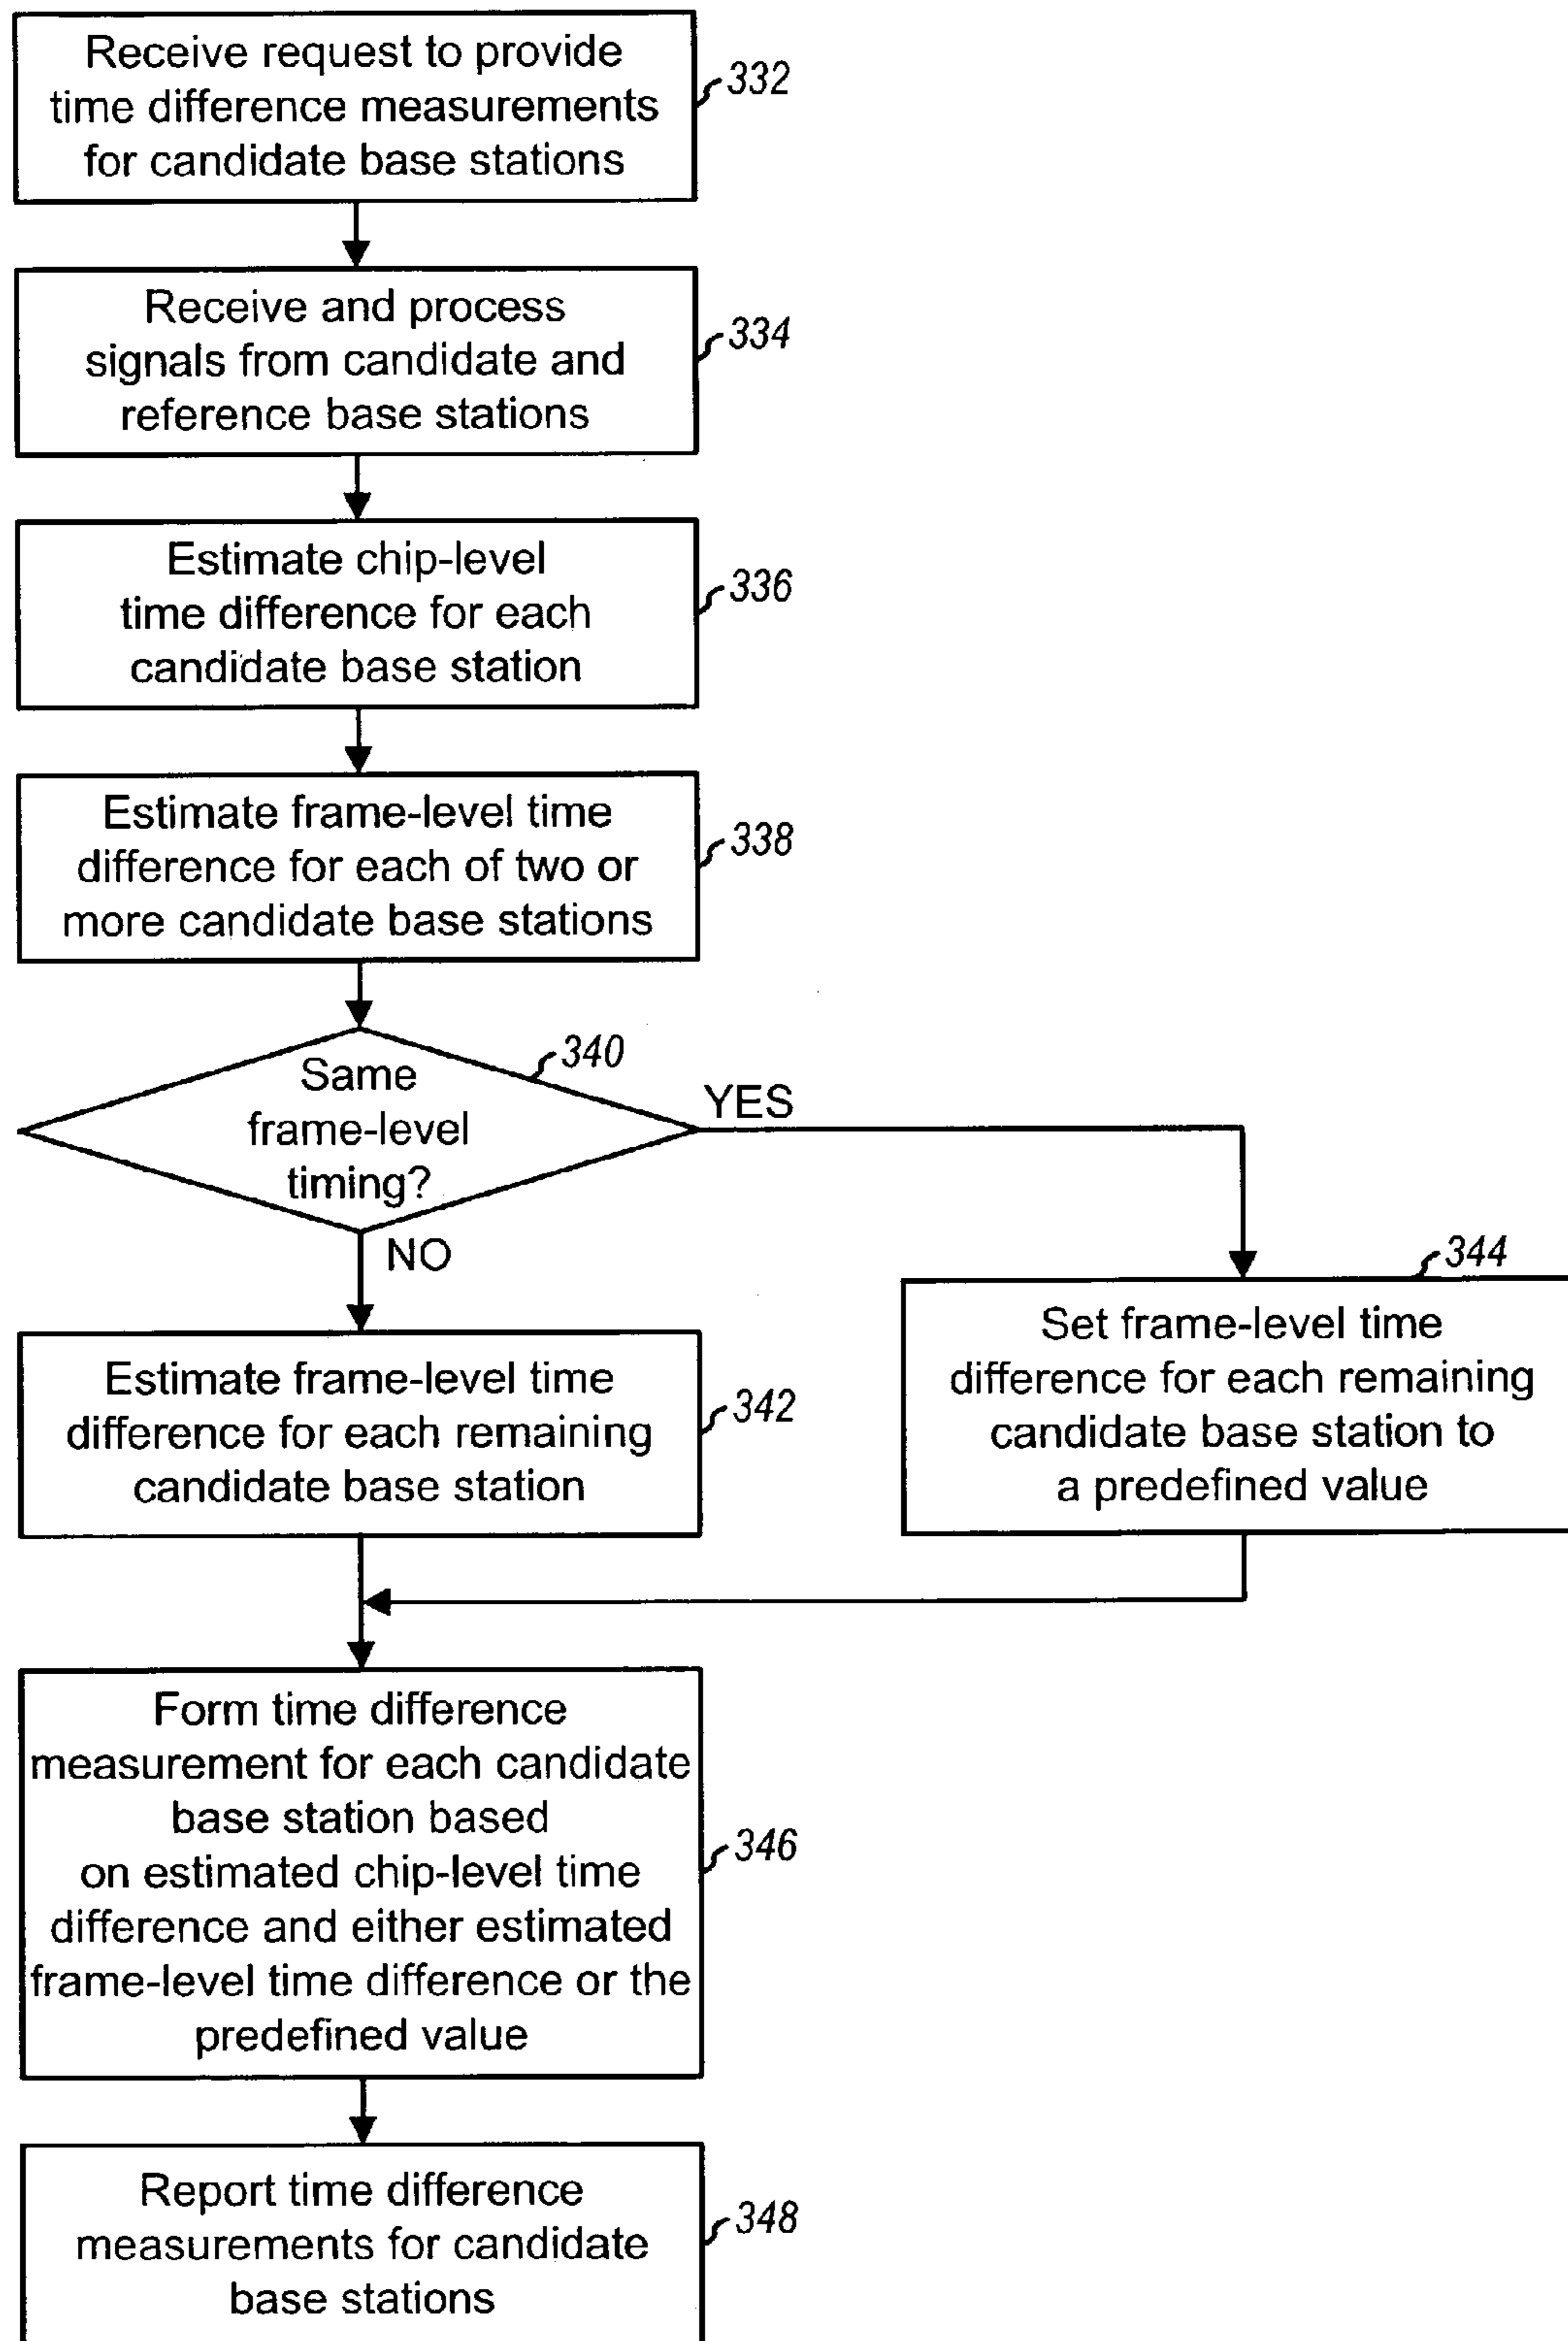 Receive request to provide
time difference measurements
for candidate base stations
332
Receive and process
signals from candidate and
reference base stations
334
Estimate chip-level
time difference for each
candidate base station
336
Estimate frame-level time
difference for each of two or
more candidate base stations
338
Same
frame-level
timing?
340
YES
NO
344
Set frame-level time
difference for each remaining
candidate base station to
a predefined value
Estimate frame-level time
difference for each remaining
candidate base station
342
Form time difference
measurement for each candidate
base station based
on estimated chip-level time
difference and either estimated
frame-level time difference or the
predefined value
346
Report time difference
measurements for candidate
base stations
348